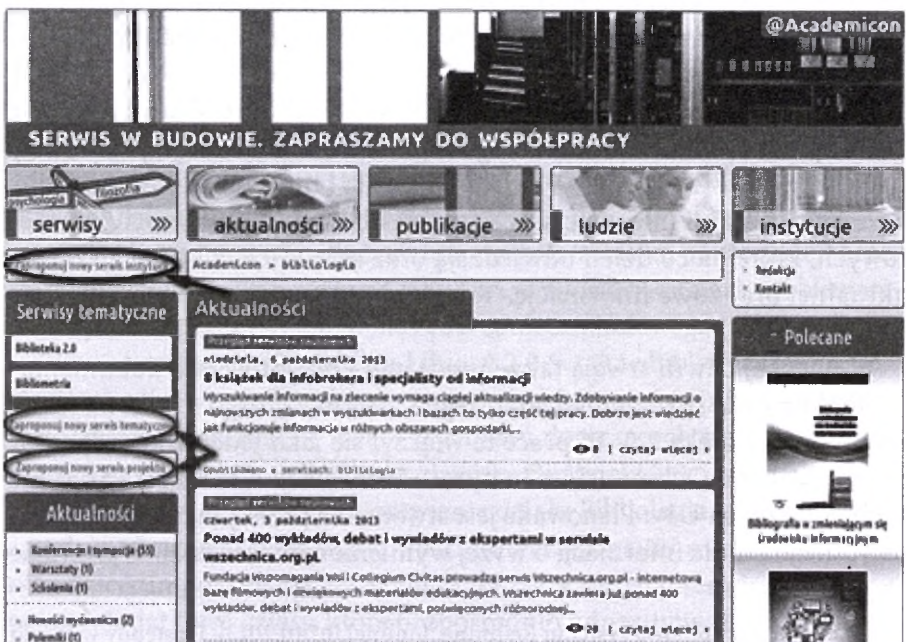 @Academicon
SERWIS W BUDOWIE. ZAPRASZAMY DO WSPÓŁPRACY
psychologia
filozofia
serwisy >>>
aktualności >>>
publikacje >>>
ludzie >>>
instytucje >>>
Zaproponuj nowy serwis instytucji
Academicon » bibliologia
Redakcja
Kontakt
Serwisy tematyczne
Biblioteka 2.0
Bibliometria
Zaproponuj nowy serwis tematyczny
Zaproponuj nowy serwis projektu
Aktualności
Konferencje i sympozja (35)
Warsztaty (1)
Szkolenia (1)
Nowości wydawnicze (2)
Polemiki (1)
Aktualności
niedziela, 6 października 2013
8 książek dla infobrokera i specjalisty od informacji
Wyszukiwanie informacji na zlecenie wymaga ciągłej aktualizacji wiedzy. Zdobywanie informacji o
najnowszych zmianach w wyszukiwarkach i bazach to tylko część tej pracy. Dobrze jest wiedzieć
jak funkcjonuje informacja w różnych obszarach gospodarki,...
0 | czytaj więcej »
opublikowano w serwisach: bibliologia
czwartek, 3 października 2013
Ponad 400 wykładów, debat i wywiadów z ekspertami w serwisie
wszechnica.org.pl.
Fundacja Wspomagania Wsi i Collegium Civitas prowadzą serwis Wszechnica.org.pl - internetową
bazę filmowych i dźwiękowych materiałów edukacyjnych. Wszechnica zawiera już ponad 400
wykładów, debat i wywiadów z ekspertami, poświęconych różnorodnej...
20 | czytaj więcej »
Polecane
Bibliografia w zmieniającym się
środowisku informacyjnym